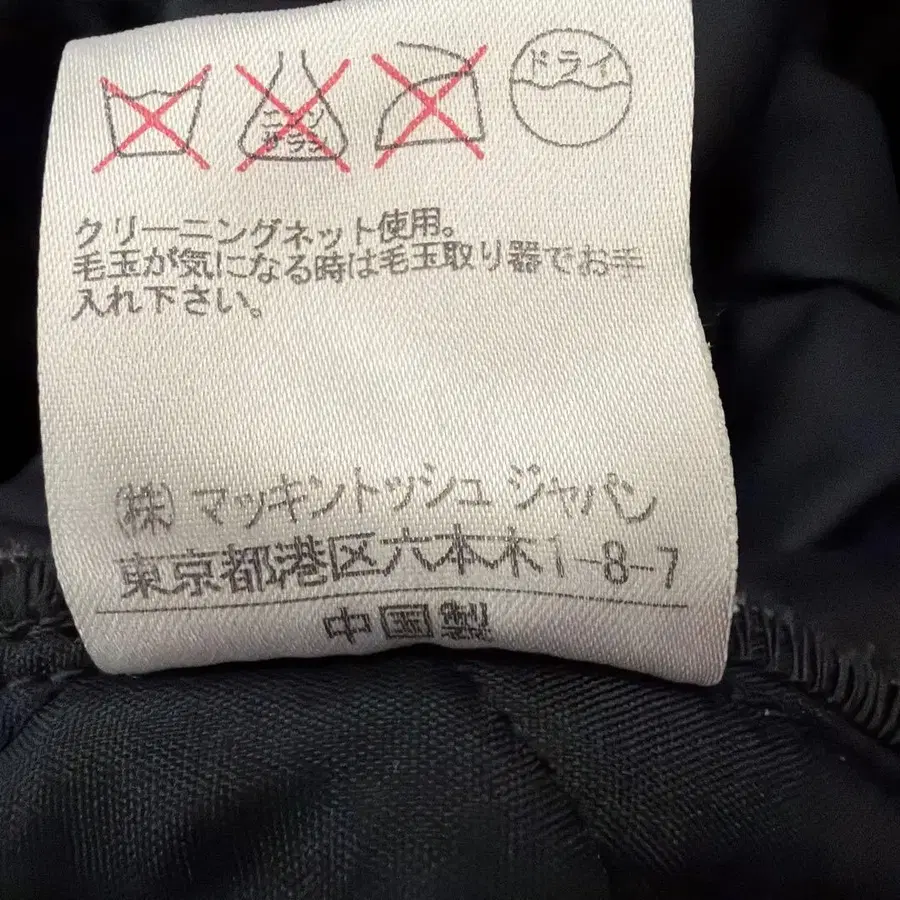 エンソ
サラシ
ドライ
クリーニングネット使用。
毛玉が気になる時は毛玉取り器でお手
入れ下さい。
(株) マッキントッシュ ジャパン
東京都港区六本木1-8-7
中国製